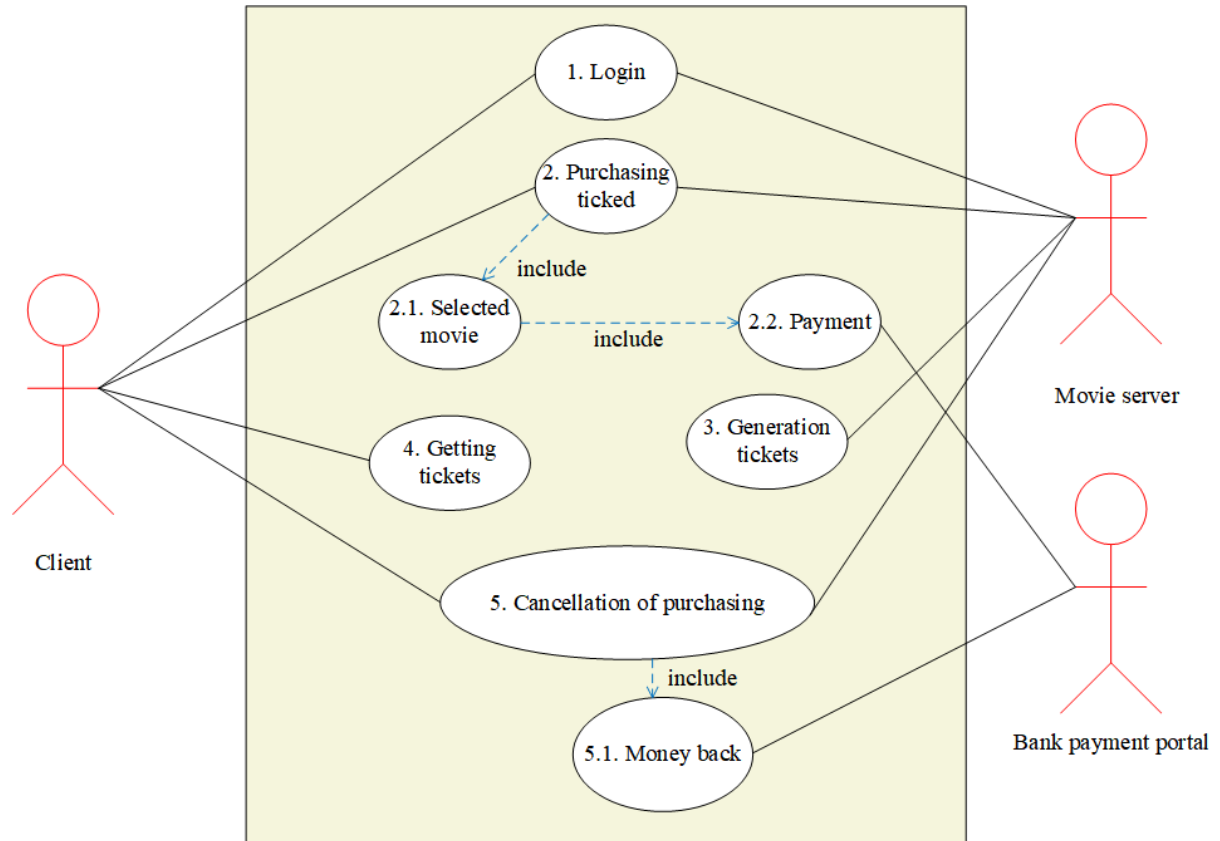 1. Login
2. Purchasing
ticked
include
2.1. Selected
movie
include
2.2. Payment
Movie server
4. Getting
tickets
3. Generation
tickets
Client
5. Cancellation of purchasing
include
5.1. Money back
Bank payment portal